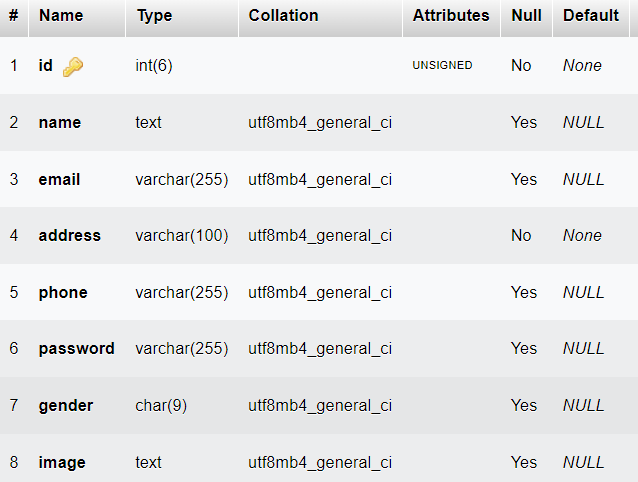 # Name Type Collation Attributes Null Default
1 id int(6) UNSIGNED No None
2 name text utf8mb4_general_ci Yes NULL
3 email varchar(255) utf8mb4_general_ci Yes NULL
4 address varchar(100) utf8mb4_general_ci No None
5 phone varchar(255) utf8mb4_general_ci Yes NULL
6 password varchar(255) utf8mb4_general_ci Yes NULL
7 gender char(9) utf8mb4_general_ci Yes NULL
8 image text utf8mb4_general_ci Yes NULL